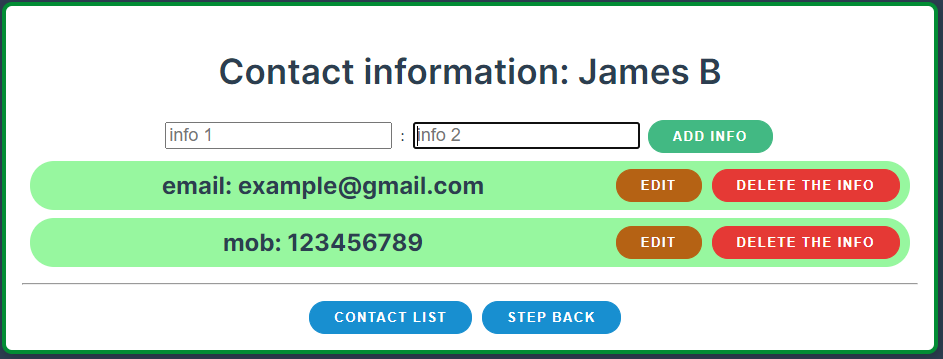 Contact information: James B
info 1 : info 2 ADD INFO
email: example@gmail.com EDIT DELETE THE INFO
mob: 123456789 EDIT DELETE THE INFO
CONTACT LIST STEP BACK